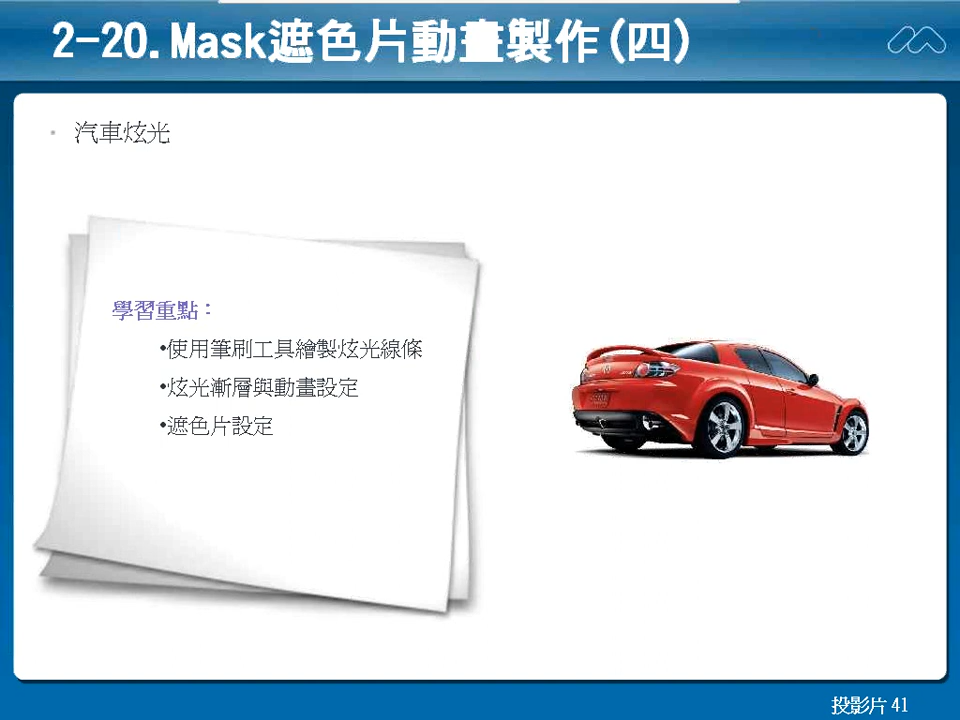 2-20.Mask遮色片動畫製作(四)
• 汽車炫光
學習重點：
•使用筆刷工具繪製炫光線條
•炫光漸層與動畫設定
•遮色片設定
投影片 41